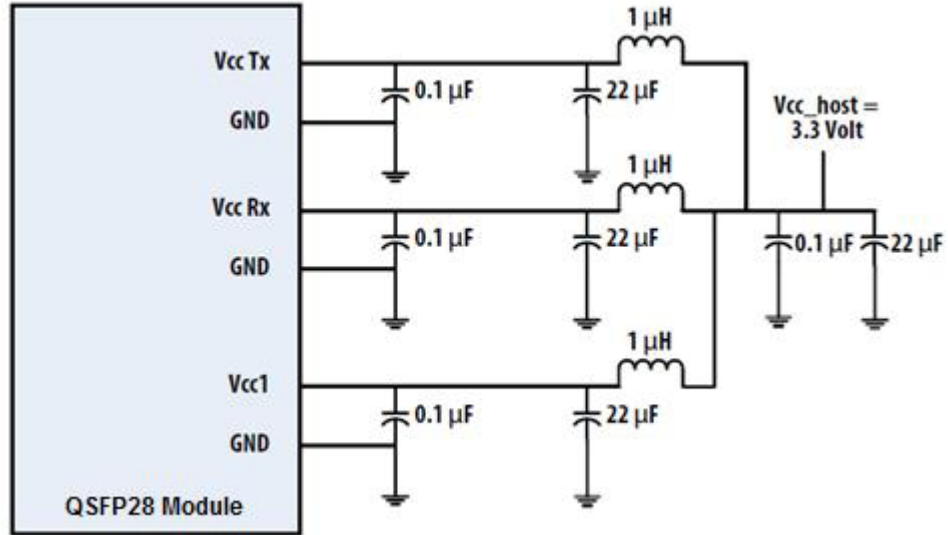 1 µH
Vcc Tx
0.1 µF
22 µF
GND
Vcc_host =
3.3 Volt
1 µH
Vcc Rx
0.1 µF
22 µF
0.1 µF
22 µF
GND
1 µH
Vcc1
0.1 µF
22 µF
GND
QSFP28 Module